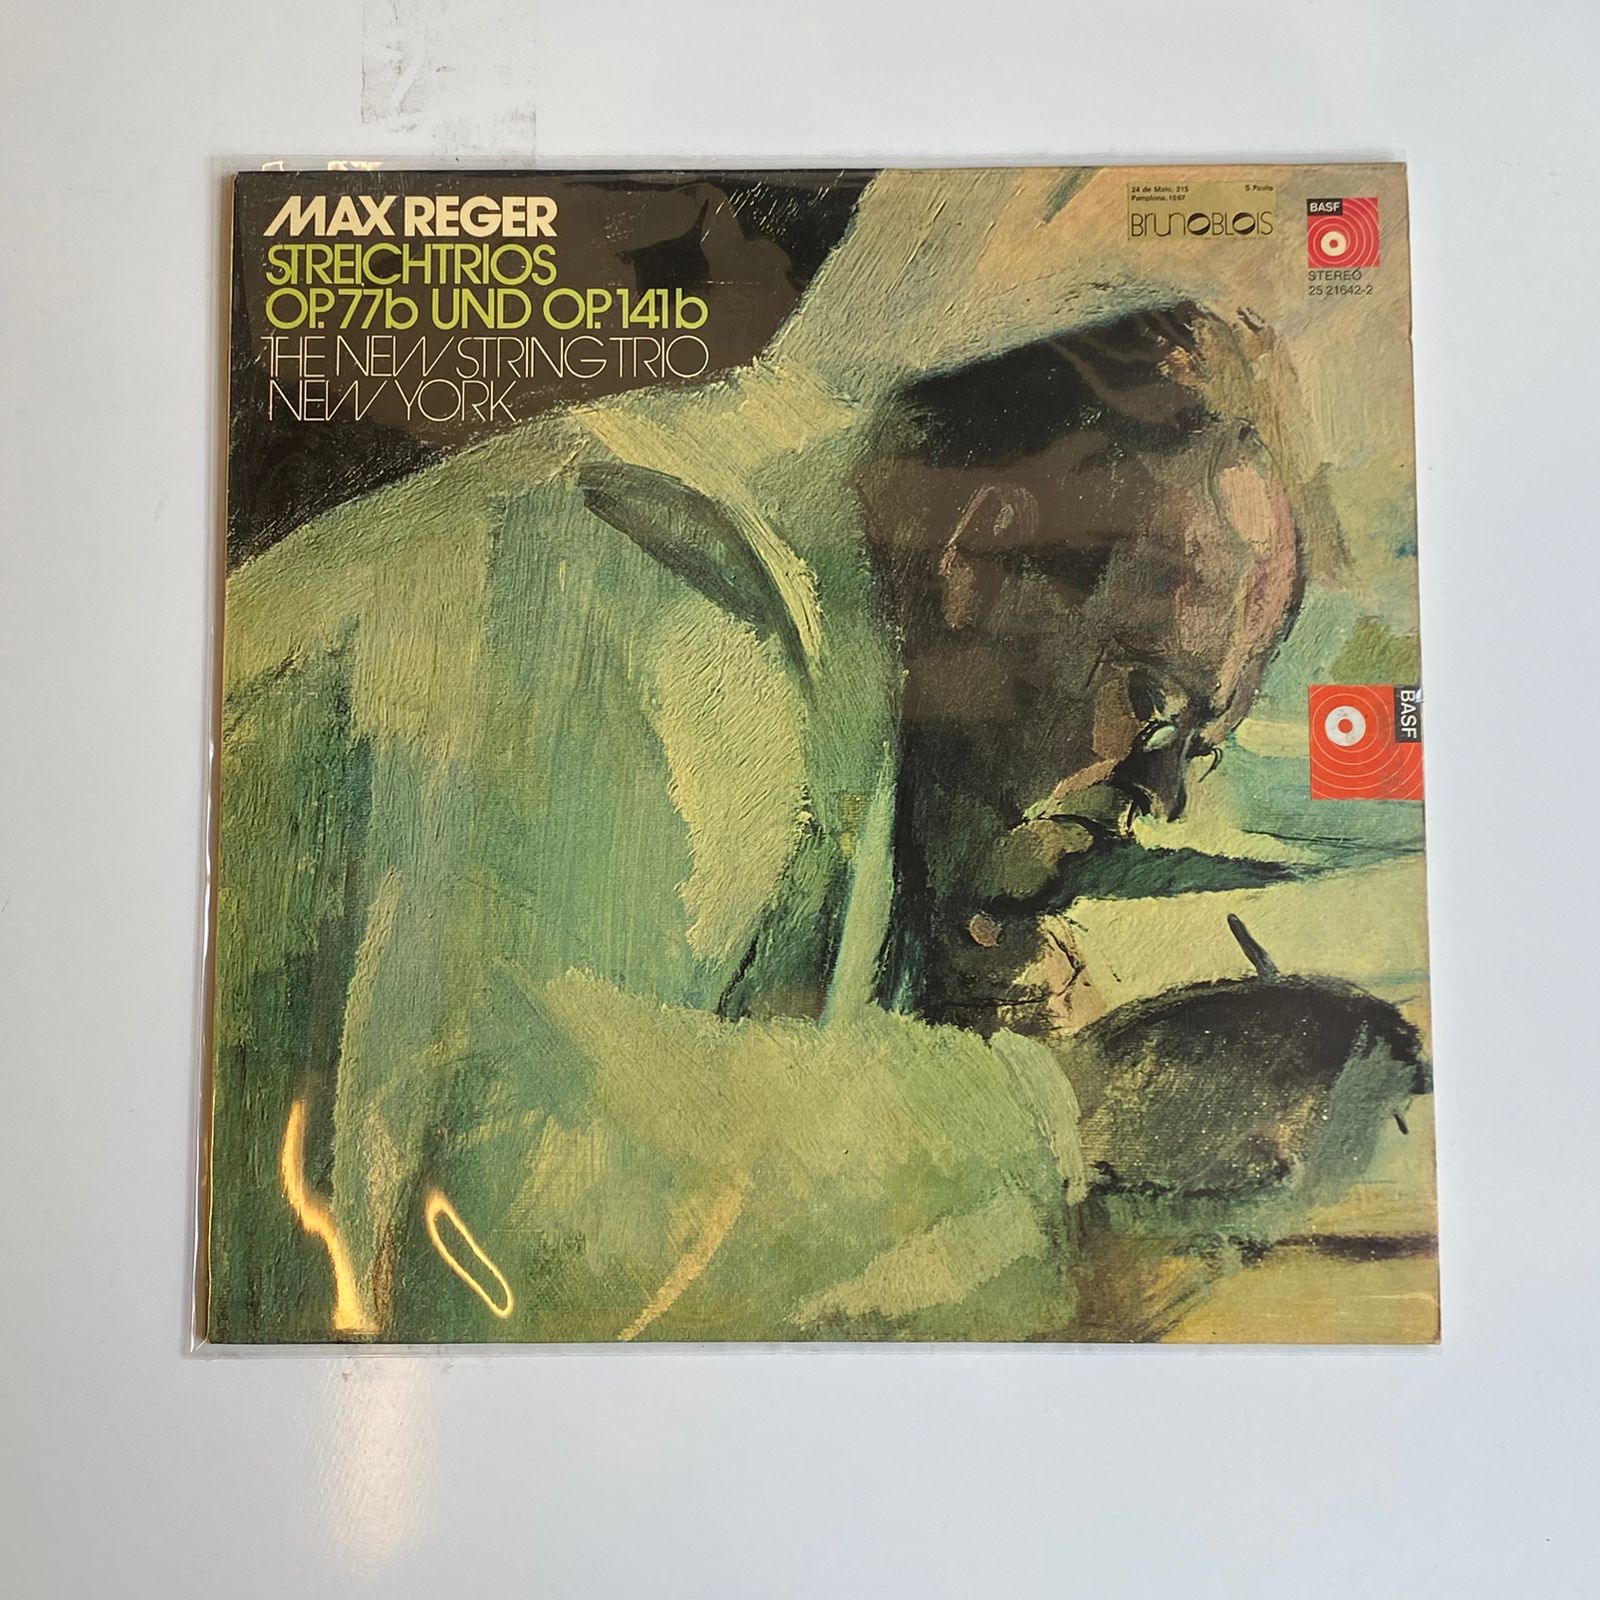 MAX REGER
STREICHTRIOS
OP. 77b UND OP. 141b
THE NEW STRING TRIO
NEW YORK
24 de Maio, 215 S. Paulo
Pamplona, 1087
BrunoBLOIS
BASF
STEREO
25 21642-2
BASF